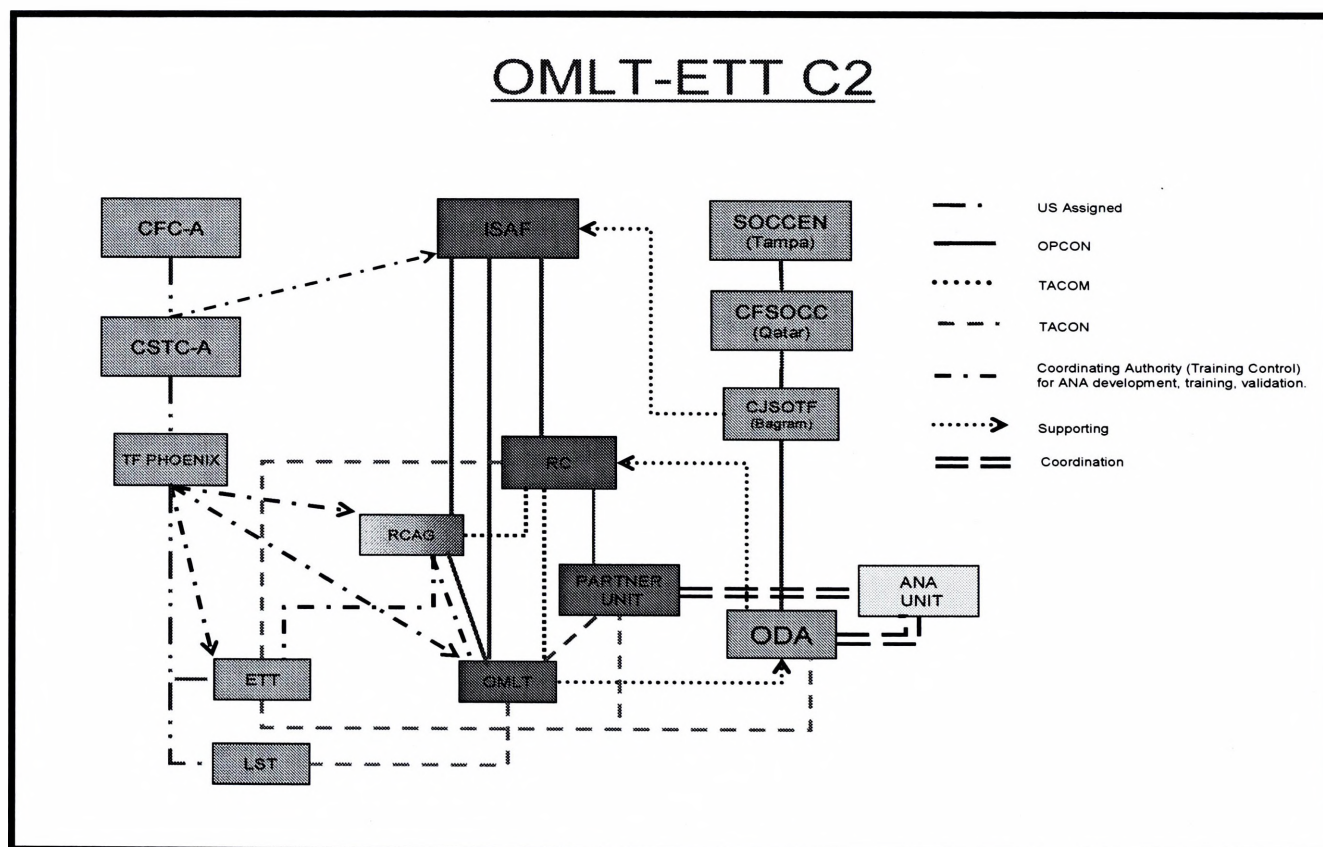 OMLT-ETT C2
CFC-A
ISAF
SOCCEN
(Tampa)
CSTC-A
CFSOCC
(Qatar)
CJSOTF
(Bagram)
TF PHOENIX
RC
RCAG
PARTNER
UNIT
ANA
UNIT
ODA
ETT
OMLT
LST
US Assigned
OPCON
TACOM
TACON
Coordinating Authority (Training Control)
for ANA development, training, validation.
Supporting
Coordination